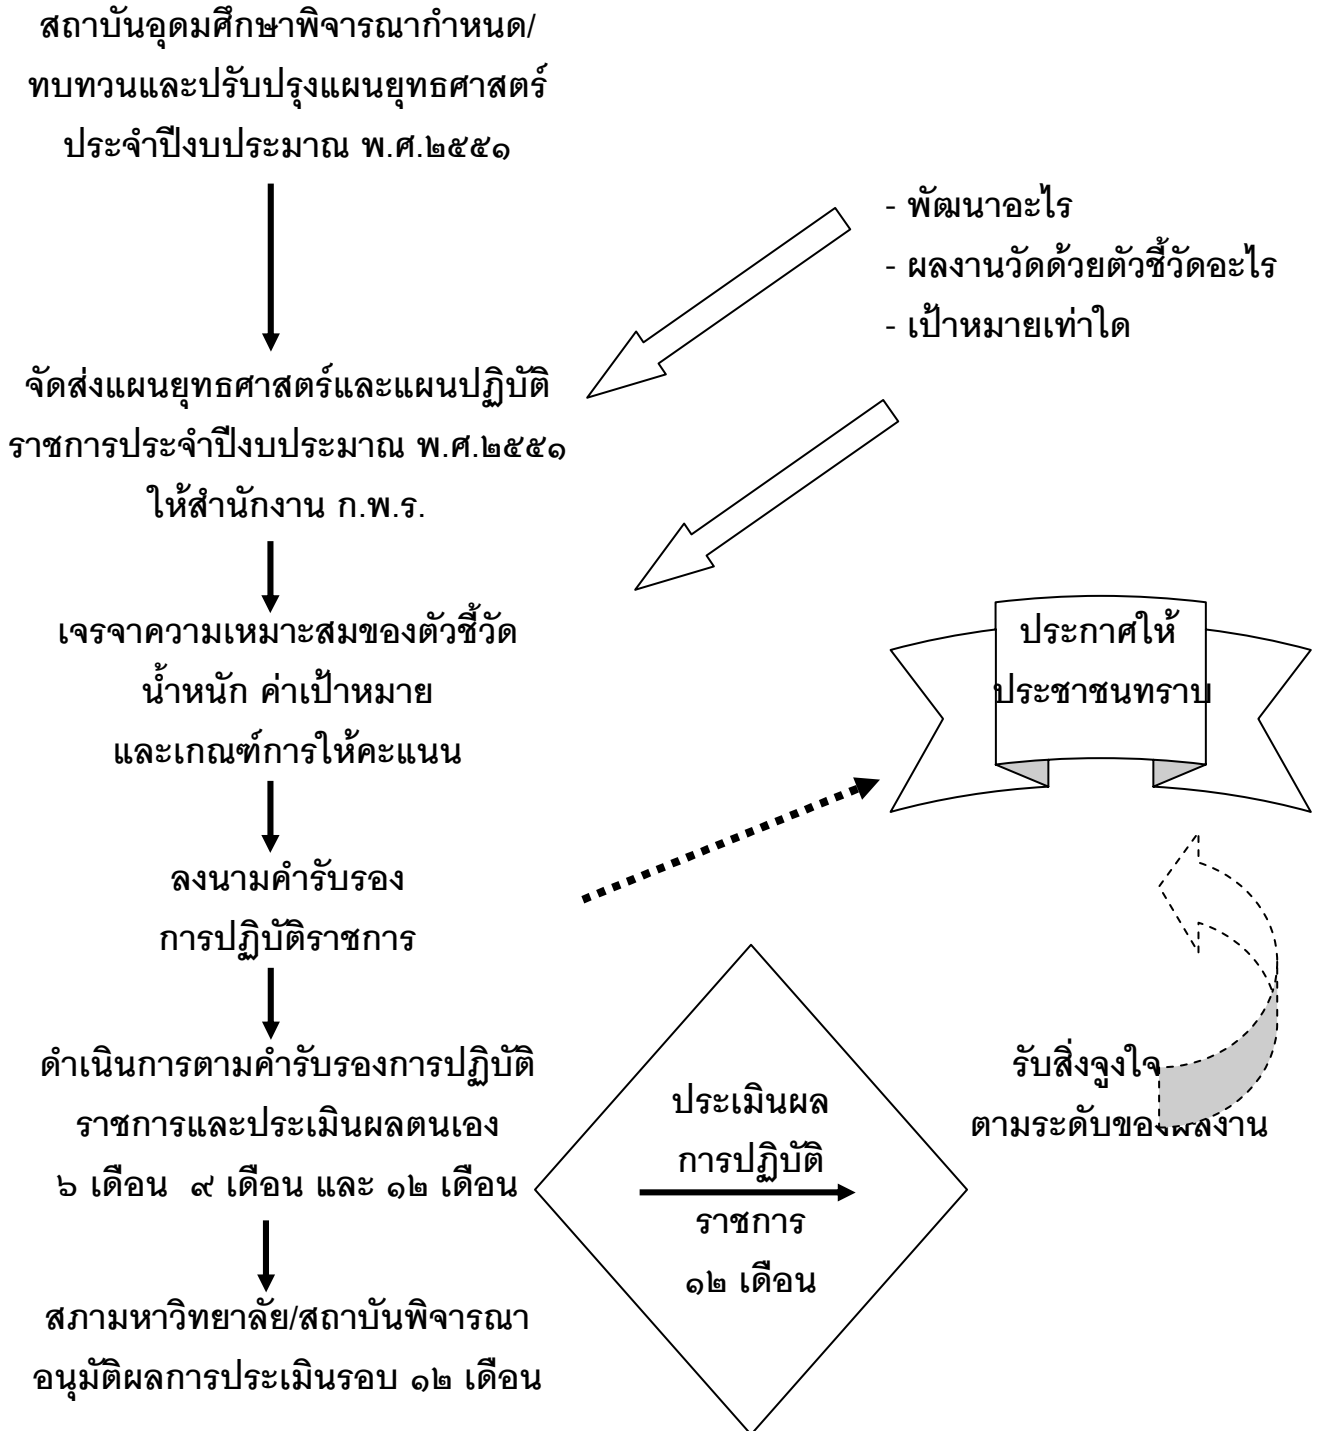 สถาบันอุดมศึกษาพิจารณากำหนด/
ทบทวนและปรับปรุงแผนยุทธศาสตร์
ประจำปีงบประมาณ พ.ศ.๒๕๕๑
- พัฒนาอะไร
- ผลงานวัดด้วยตัวชี้วัดอะไร
- เป้าหมายเท่าใด
จัดส่งแผนยุทธศาสตร์และแผนปฏิบัติ
ราชการประจำปีงบประมาณ พ.ศ.๒๕๕๑
ให้สำนักงาน ก.พ.ร.
เจรจาความเหมาะสมของตัวชี้วัด
น้ำหนัก ค่าเป้าหมาย
และเกณฑ์การให้คะแนน
ประกาศให้
ประชาชนทราบ
ลงนามคำรับรอง
การปฏิบัติราชการ
ดำเนินการตามคำรับรองการปฏิบัติ
ราชการและประเมินผลตนเอง
๖ เดือน ๙ เดือน และ ๑๒ เดือน
ประเมินผล
การปฏิบัติ
ราชการ
๑๒ เดือน
รับสิ่งจูงใจ
ตามระดับของผลงาน
สภามหาวิทยาลัย/สถาบันพิจารณา
อนุมัติผลการประเมินรอบ ๑๒ เดือน